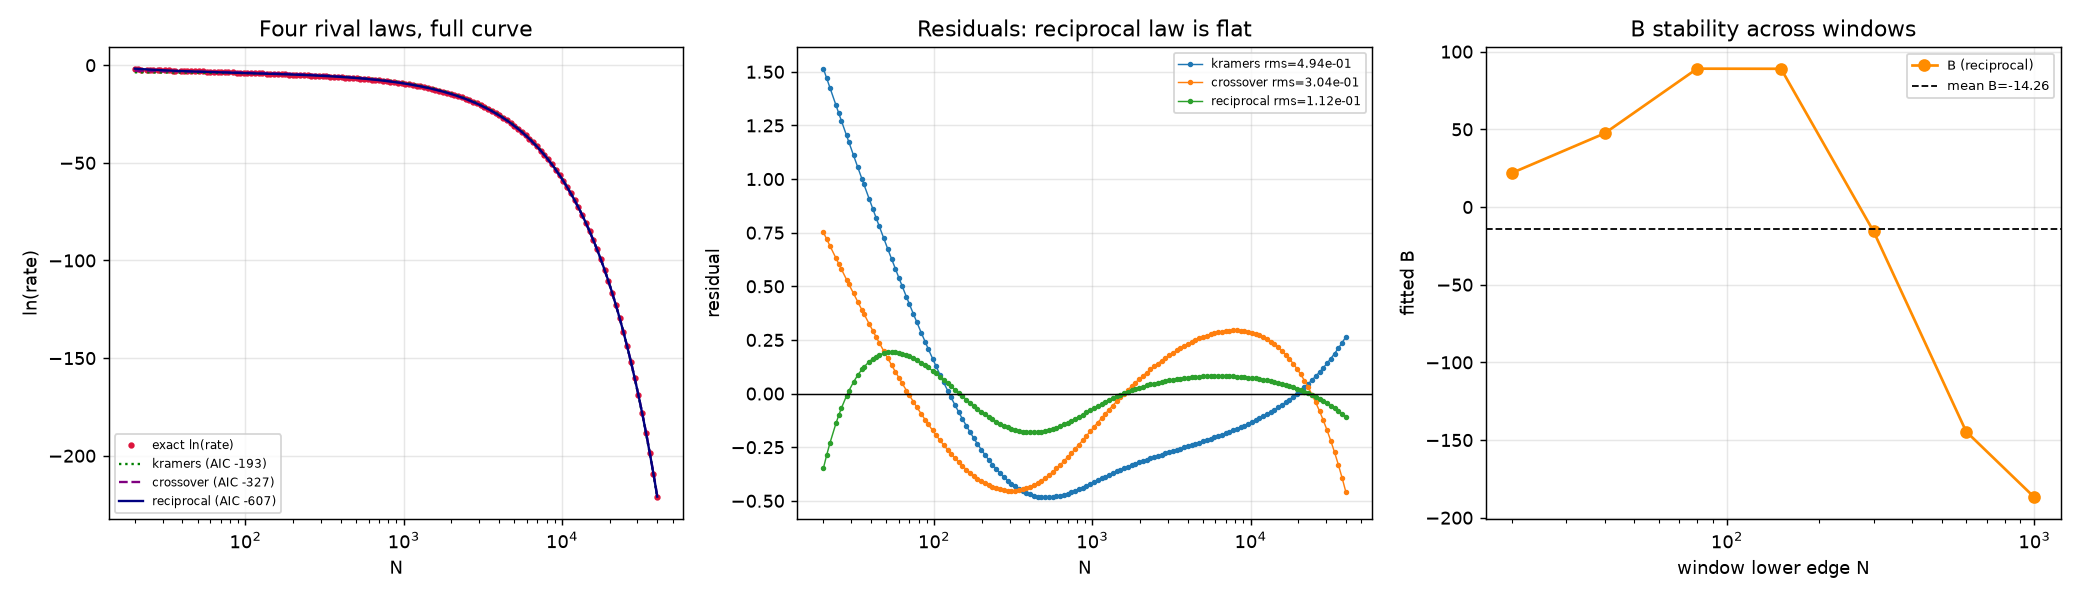 Four rival laws, full curve
ln(rate)
0
−50
−100
−150
−200
exact ln(rate)
kramers (AIC -193)
crossover (AIC -327)
reciprocal (AIC -607)
10²
10³
10⁴
N
Residuals: reciprocal law is flat
residual
1.50
1.25
1.00
0.75
0.50
0.25
0.00
−0.25
−0.50
kramers rms=4.94e-01
crossover rms=3.04e-01
reciprocal rms=1.12e-01
10²
10³
10⁴
N
B stability across windows
fitted B
100
50
0
−50
−100
−150
−200
B (reciprocal)
mean B=-14.26
10²
10³
window lower edge N